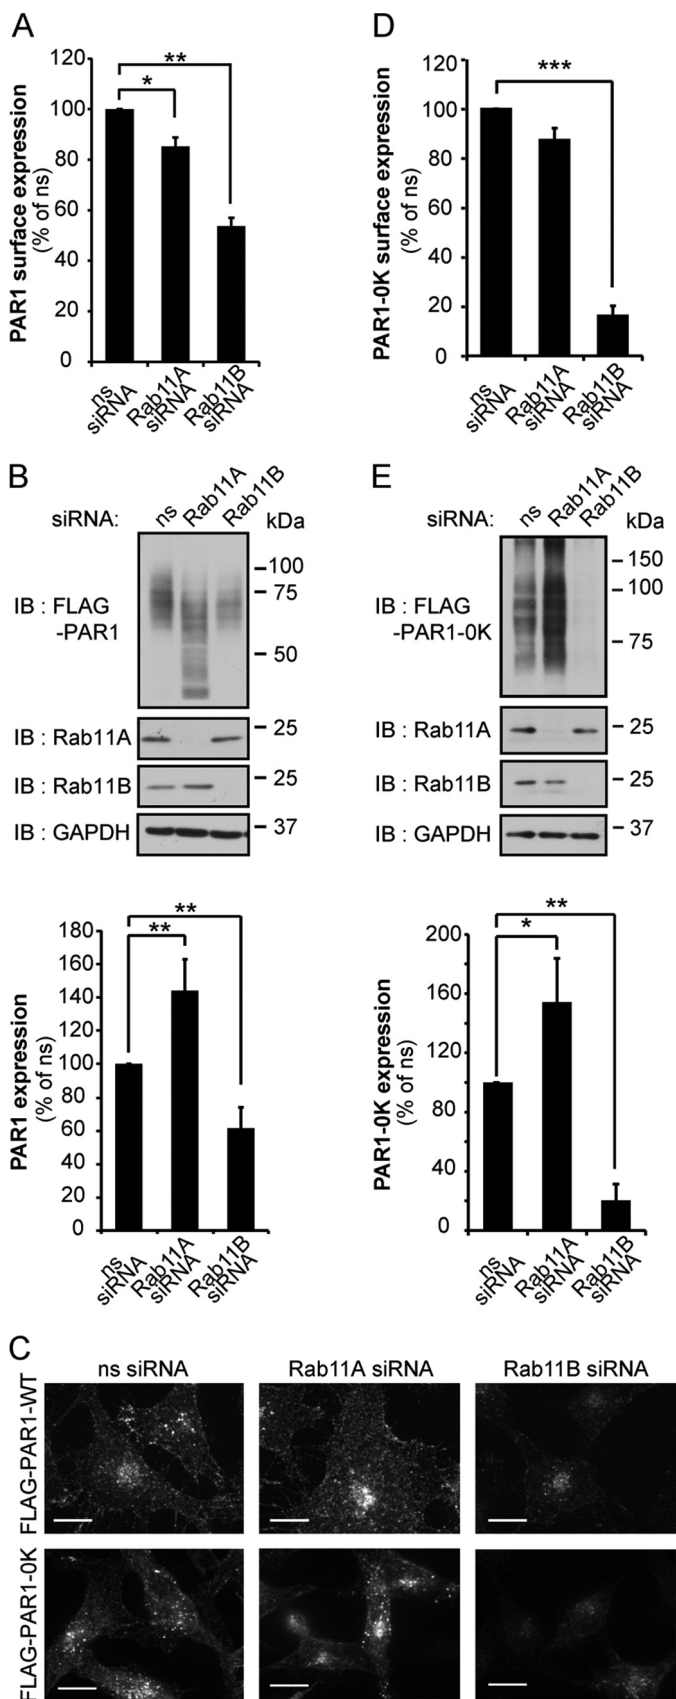 A
PAR1 surface expression
(% of ns)
120
100
80
60
40
20
0
**
*
ns siRNA
Rab11A siRNA
Rab11B siRNA
D
PAR1-0K surface expression
(% of ns)
120
100
80
60
40
20
0
***
ns siRNA
Rab11A siRNA
Rab11B siRNA
B
siRNA: ns Rab11A Rab11B kDa
IB : FLAG
-PAR1
100
75
50
IB : Rab11A 25
IB : Rab11B 25
IB : GAPDH 37
PAR1 expression
(% of ns)
180
160
140
120
100
80
60
40
20
0
**
**
ns siRNA
Rab11A siRNA
Rab11B siRNA
E
siRNA: ns Rab11A Rab11B kDa
IB : FLAG
-PAR1-0K
150
100
75
IB : Rab11A 25
IB : Rab11B 25
IB : GAPDH 37
PAR1-0K expression
(% of ns)
200
160
120
80
40
0
**
*
ns siRNA
Rab11A siRNA
Rab11B siRNA
C
ns siRNA Rab11A siRNA Rab11B siRNA
FLAG-PAR1-WT
FLAG-PAR1-0K